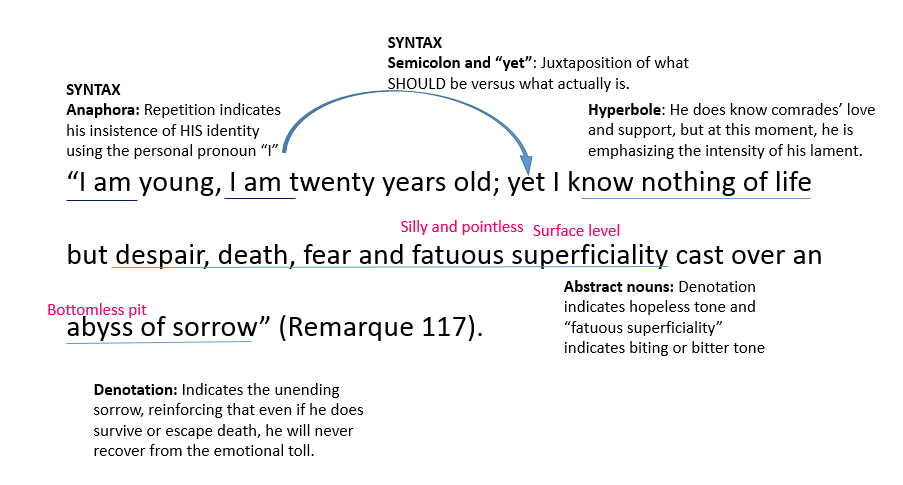 SYNTAX
Semicolon and “yet”: Juxtaposition of what
SHOULD be versus what actually is.
SYNTAX
Anaphora: Repetition indicates
his insistence of HIS identity
using the personal pronoun “I”
Hyperbole: He does know comrades’ love
and support, but at this moment, he is
emphasizing the intensity of his lament.
“I am young, I am twenty years old; yet I know nothing of life
Silly and pointless
Surface level
but despair, death, fear and fatuous superficiality cast over an
Bottomless pit
abyss of sorrow” (Remarque 117).
Abstract nouns: Denotation
indicates hopeless tone and
“fatuous superficiality”
indicates biting or bitter tone
Denotation: Indicates the unending
sorrow, reinforcing that even if he does
survive or escape death, he will never
recover from the emotional toll.